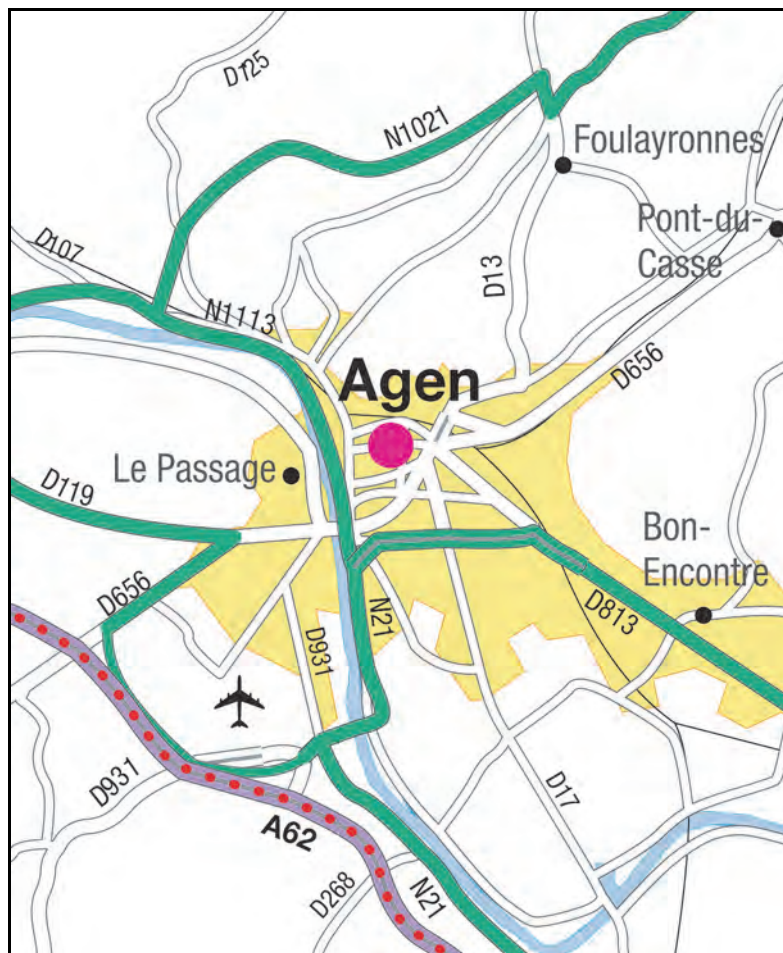 D125
N1021
Foulayronnes
Pont-du-
Casse
D107
D13
N1113
D656
Agen
Le Passage
D119
Bon-
Encontre
D656
N21
D813
D931
D931
D17
A62
D268
N21